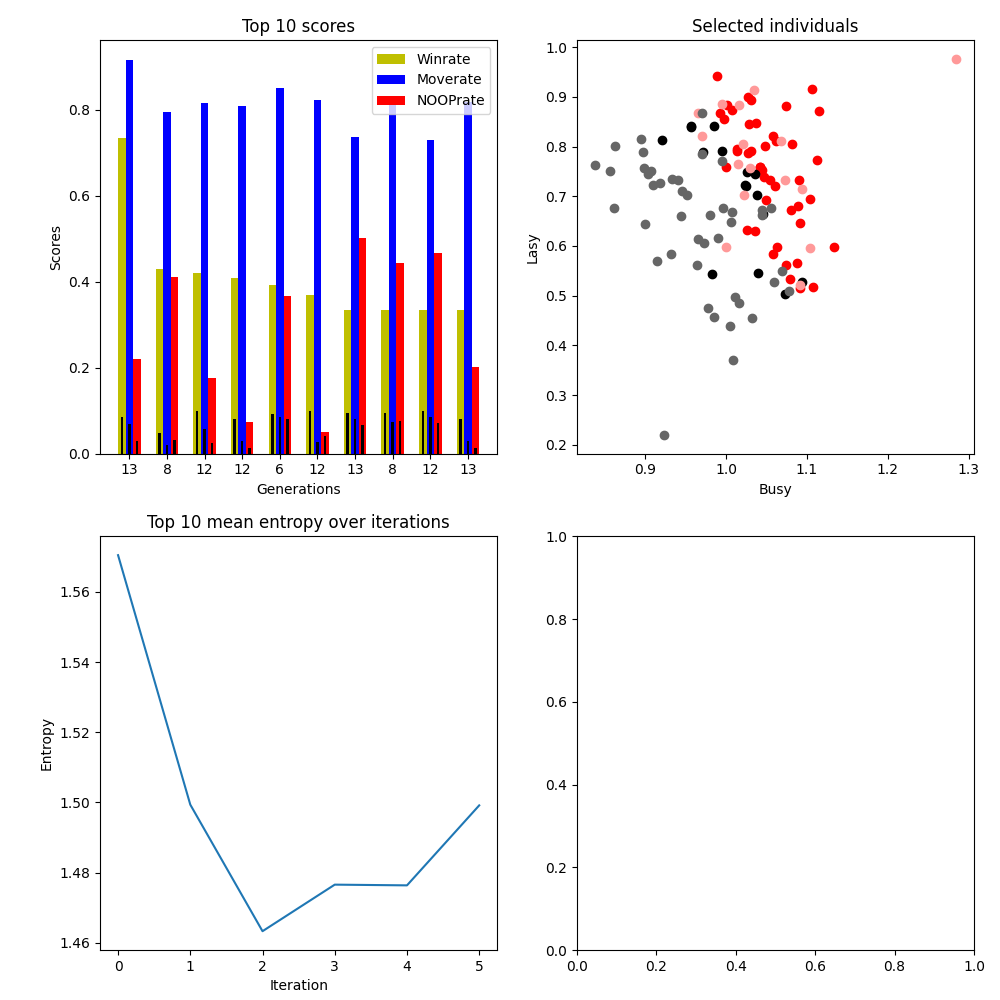 Top 10 scores
Winrate
Moverate
NOOPrate
Scores
0.8
0.6
0.4
0.2
0.0
13 8 12 12 6 12 13 8 12 13
Generations
Selected individuals
Lasy
1.0
0.9
0.8
0.7
0.6
0.5
0.4
0.3
0.2
0.9 1.0 1.1 1.2 1.3
Busy
Top 10 mean entropy over iterations
Entropy
1.56
1.54
1.52
1.50
1.48
1.46
0 1 2 3 4 5
Iteration
1.0
0.8
0.6
0.4
0.2
0.0
0.0 0.2 0.4 0.6 0.8 1.0